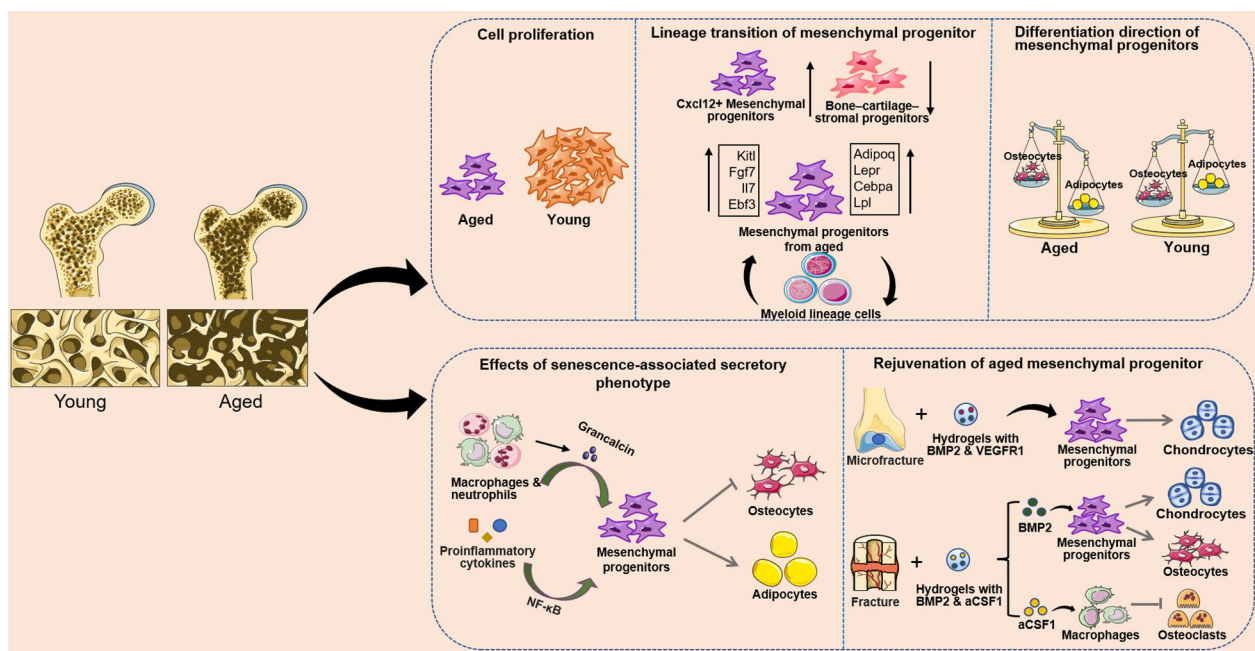 Young
Aged
Cell proliferation
Aged
Young
Lineage transition of mesenchymal progenitor
Cxcl12+ Mesenchymal
progenitors
Bone–cartilage–
stromal progenitors
Kitl
Fgf7
Il7
Ebf3
Adipoq
Lepr
Cebpa
Lpl
Mesenchymal progenitors
from aged
Myeloid lineage cells
Differentiation direction of
mesenchymal progenitors
Osteocytes
Adipocytes
Aged
Osteocytes
Adipocytes
Young
Effects of senescence-associated secretory
phenotype
Grancalcin
Macrophages &
neutrophils
Proinflammatory
cytokines
NF-κB
Mesenchymal
progenitors
Osteocytes
Adipocytes
Rejuvenation of aged mesenchymal progenitor
Microfracture
+
Hydrogels with
BMP2 & VEGFR1
Mesenchymal
progenitors
Chondrocytes
Fracture
+
Hydrogels with
BMP2 & aCSF1
BMP2
Mesenchymal
progenitors
Chondrocytes
Osteocytes
aCSF1
Macrophages
Osteoclasts